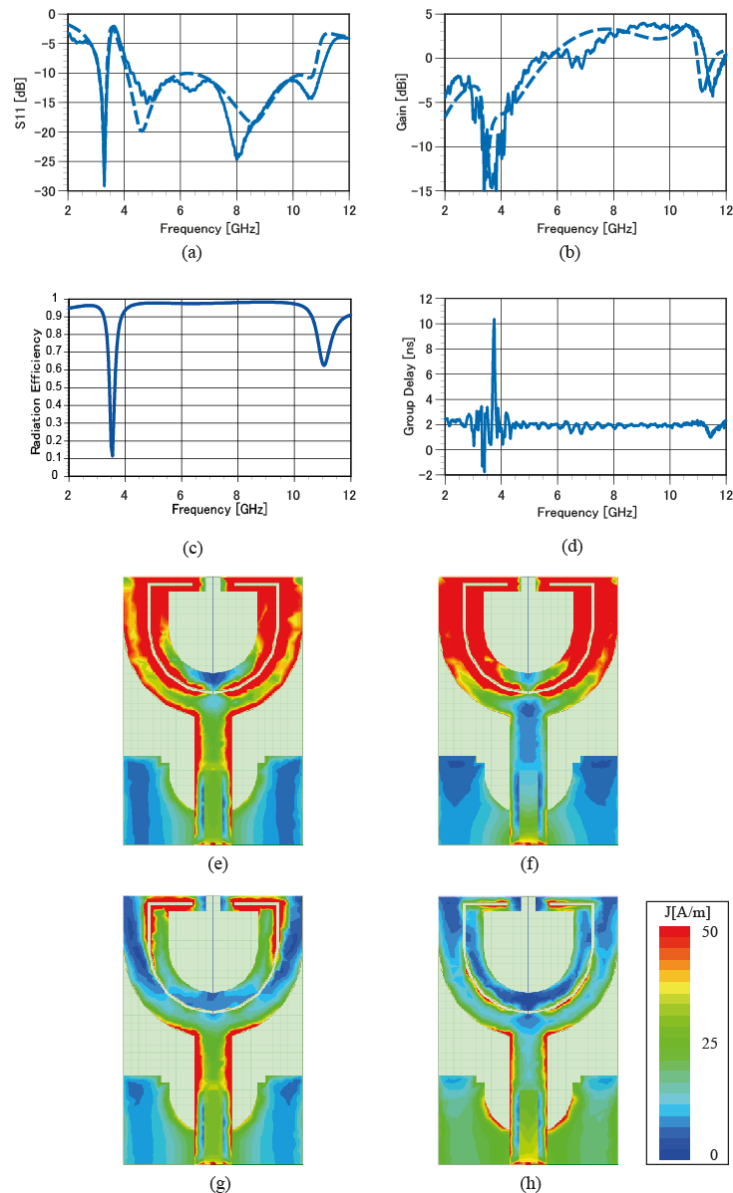 0
-5
-10
-15
-20
-25
-30
S11 [dB]
2 4 6 8 10 12
Frequency [GHz]
(a)
5
0
-5
-10
-15
Gain [dBi]
2 4 6 8 10 12
Frequency [GHz]
(b)
1
0.9
0.8
0.7
0.6
0.5
0.4
0.3
0.2
0.1
0
Radiation Efficiency
2 4 6 8 10 12
Frequency [GHz]
(c)
12
10
8
6
4
2
0
-2
Group Delay [ns]
2 4 6 8 10 12
Frequency [GHz]
(d)
(e)
(f)
(g)
(h)
J[A/m]
50
25
0